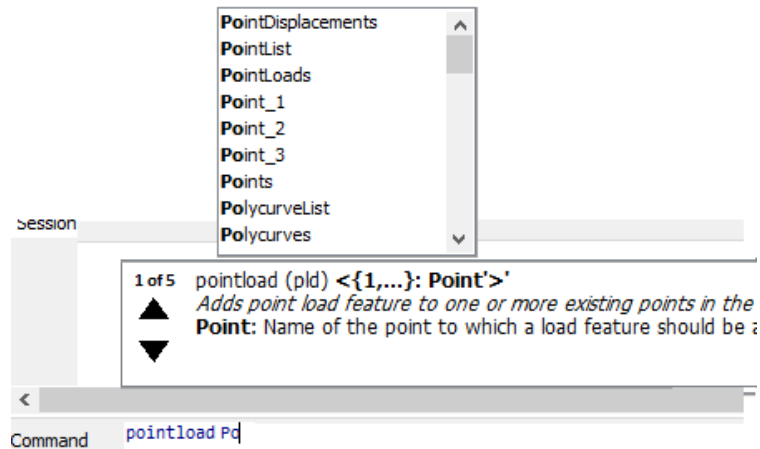 PointDisplacements
PointList
PointLoads
Point_1
Point_2
Point_3
Points
PolycurveList
Polycurves
Session
1 of 5 pointload (pld) <{1,...}: Point'>'
Adds point load feature to one or more existing points in the
Point: Name of the point to which a load feature should be a
Command pointload Po